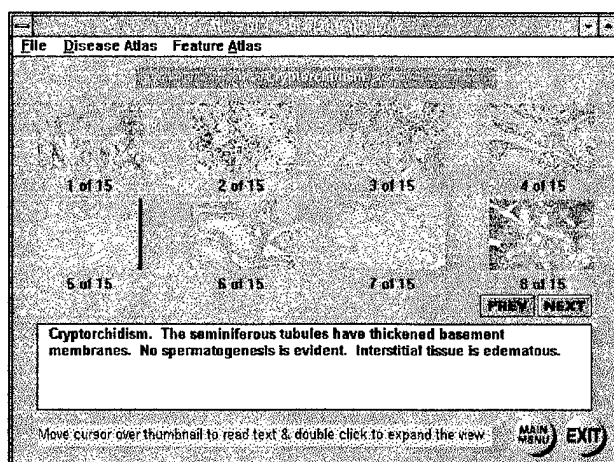 File Disease Atlas Feature Atlas
Cryptorchidism
1 of 15 2 of 15 3 of 15 4 of 15
5 of 15 6 of 15 7 of 15 8 of 15
PREV NEXT
Cryptorchidism. The seminiferous tubules have thickened basement
membranes. No spermatogenesis is evident. Interstitial tissue is edematous.
Move cursor over thumbnail to read text & double click to expand the view
MAIN
MENU
EXIT